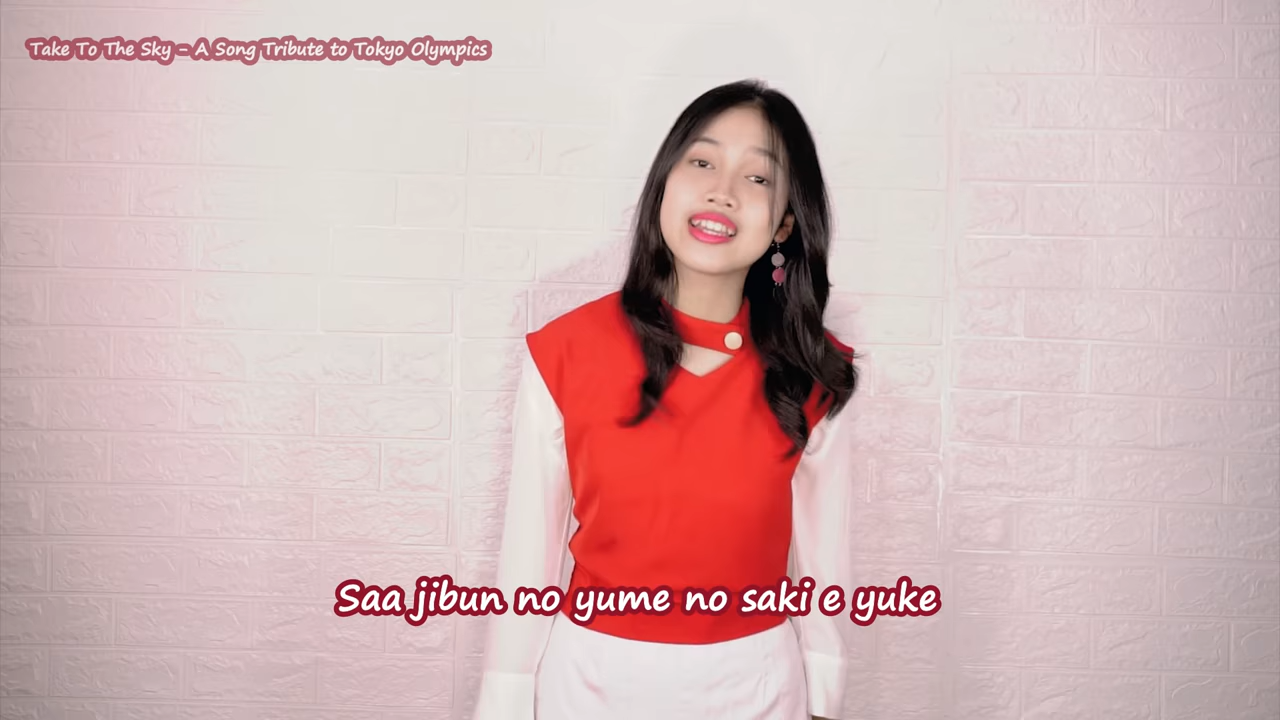 Take To The Sky - A Song Tribute to Tokyo Olympics
Saa jibun no yume no saki e yuke